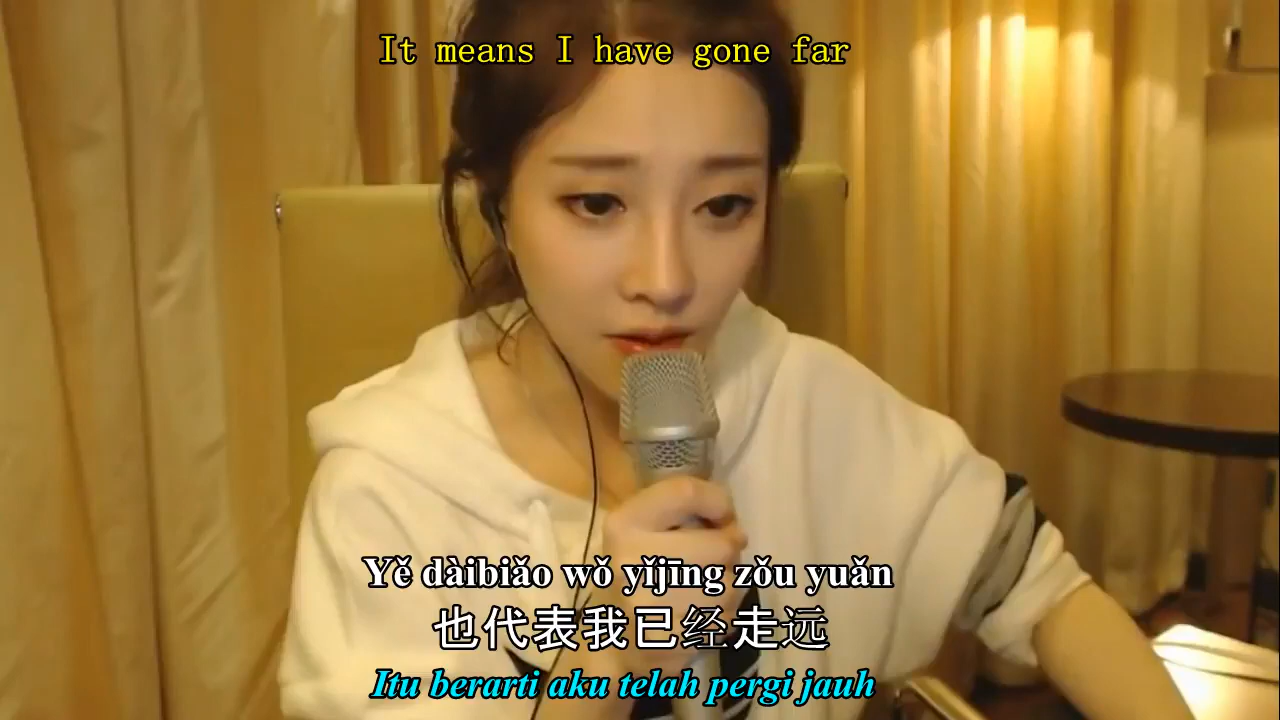 It means I have gone far
Yě dàibiǎo wǒ yǐjīng zǒu yuǎn
也代表我已经走远
Itu berarti aku telah pergi jauh